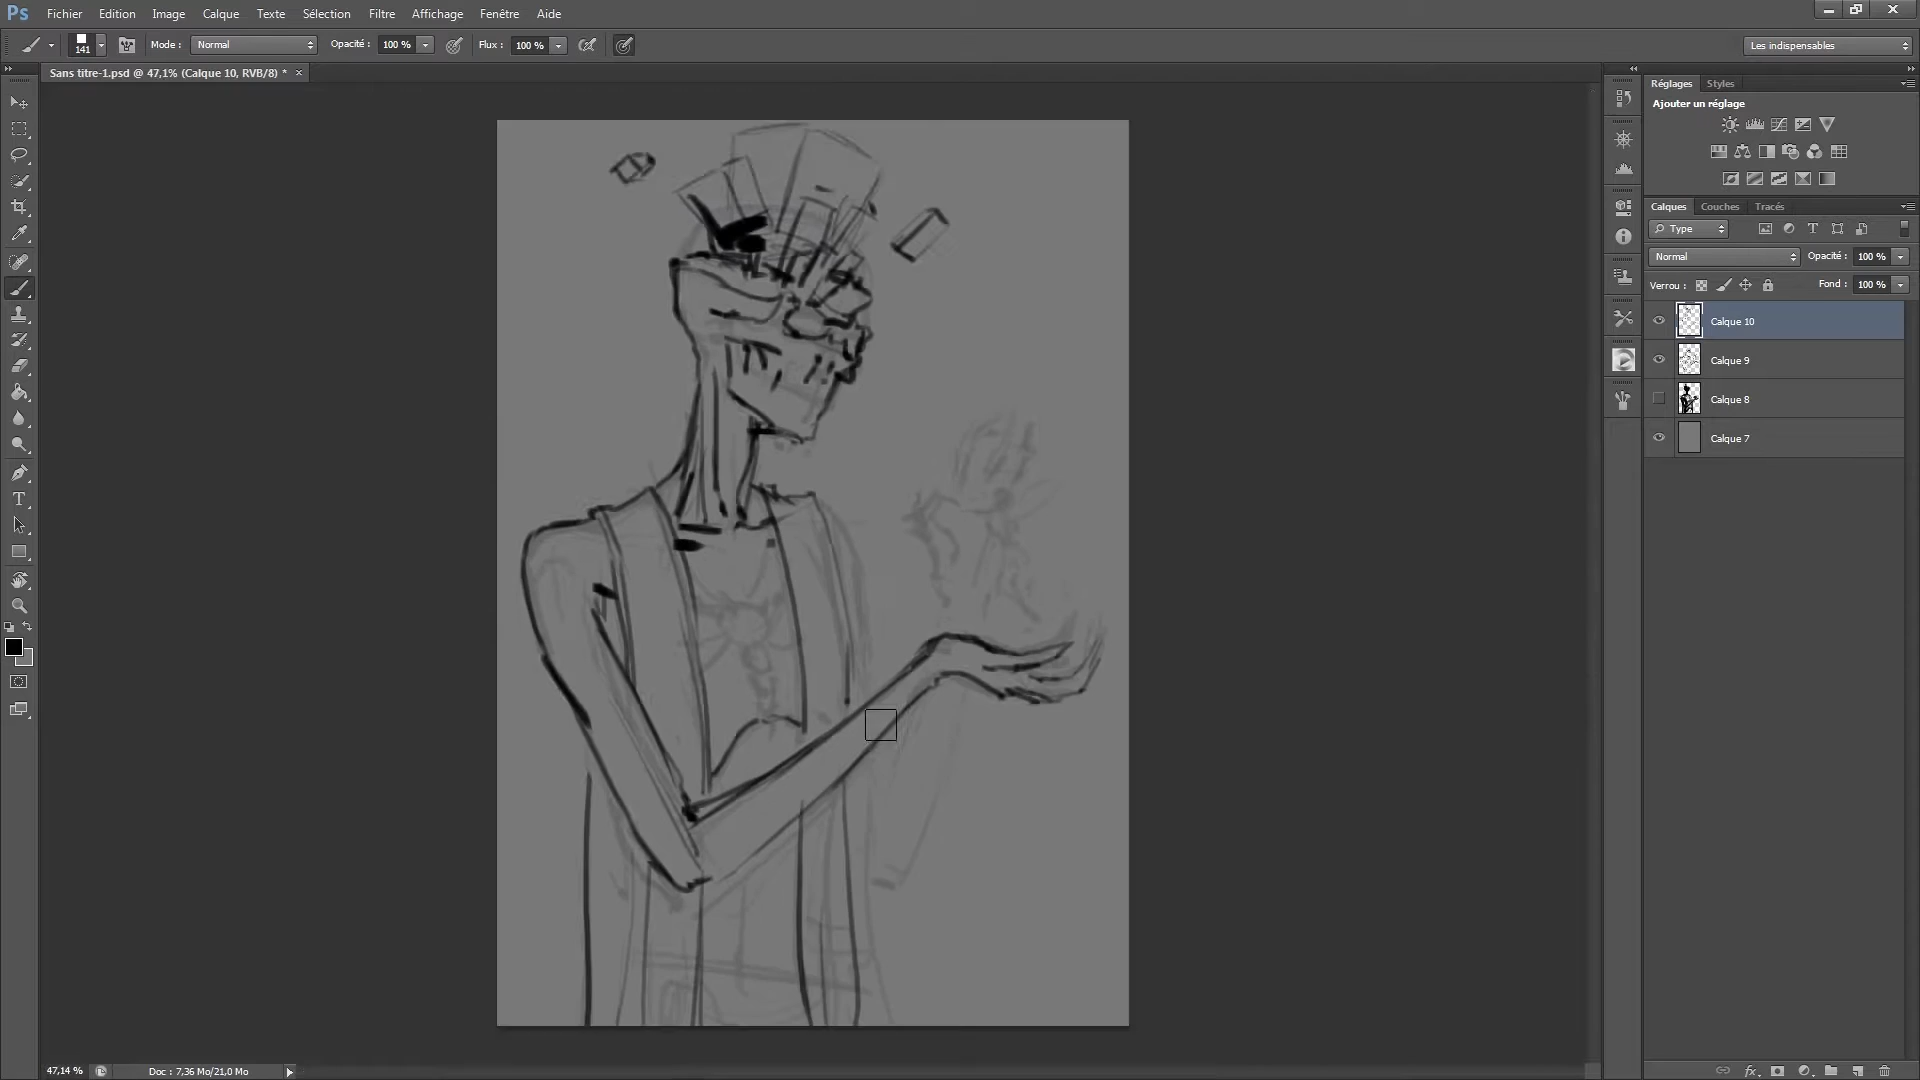 Ps Fichier Edition Image Calque Texte Sélection Filtre Affichage Fenêtre Aide
141 Mode : Normal Opacité : 100 % Flux : 100 % Les indispensables
Sans titre-1.psd @ 47,1% (Calque 10, RVB/8) * ×
Réglages Styles
Ajouter un réglage
Calques Couches Tracés
Type
Normal Opacité : 100 %
Verrou : Fond : 100 %
Calque 10
Calque 9
Calque 8
Calque 7
47,14 % Doc : 7,36 Mo/21,0 Mo